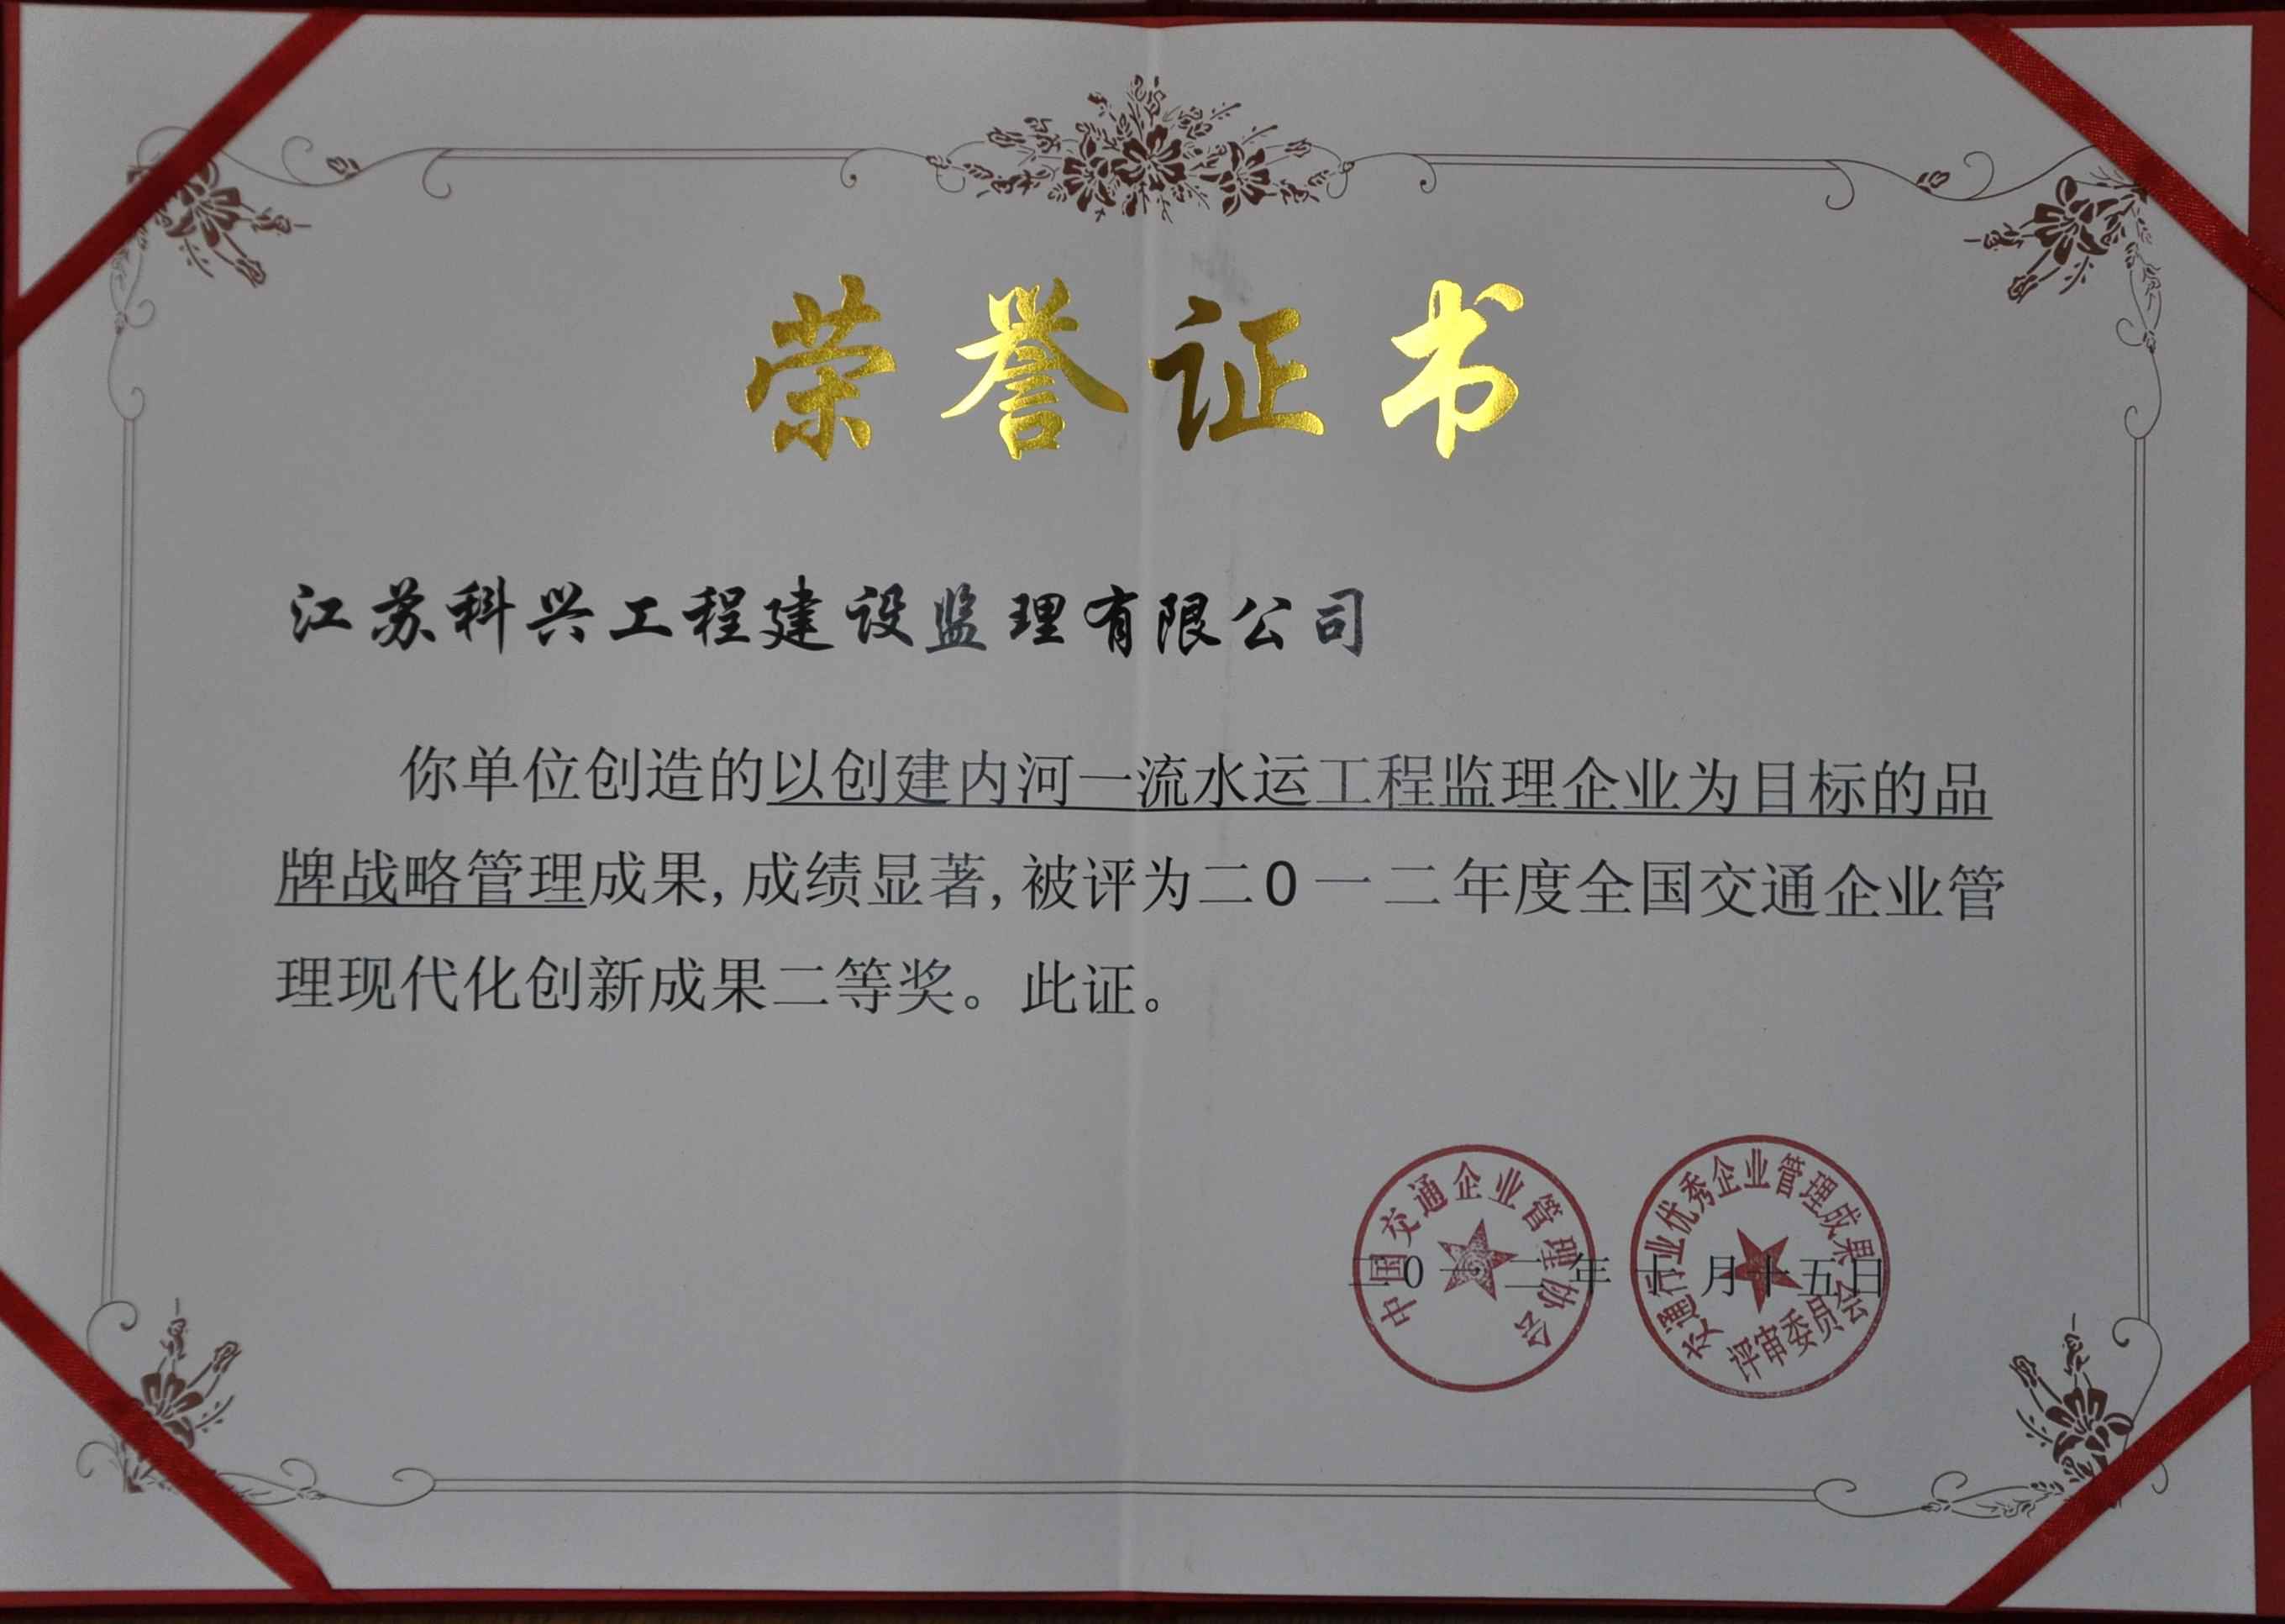 荣誉证书
江苏科兴工程建设监理有限公司
你单位创造的以创建内河一流水运工程监理企业为目标的品
牌战略管理成果,成绩显著,被评为二0一二年度全国交通企业管
理现代化创新成果二等奖。此证。
中国交通企业管理协会
交通行业优秀企业管理成果
评审委员会
二0一二年 月十五日